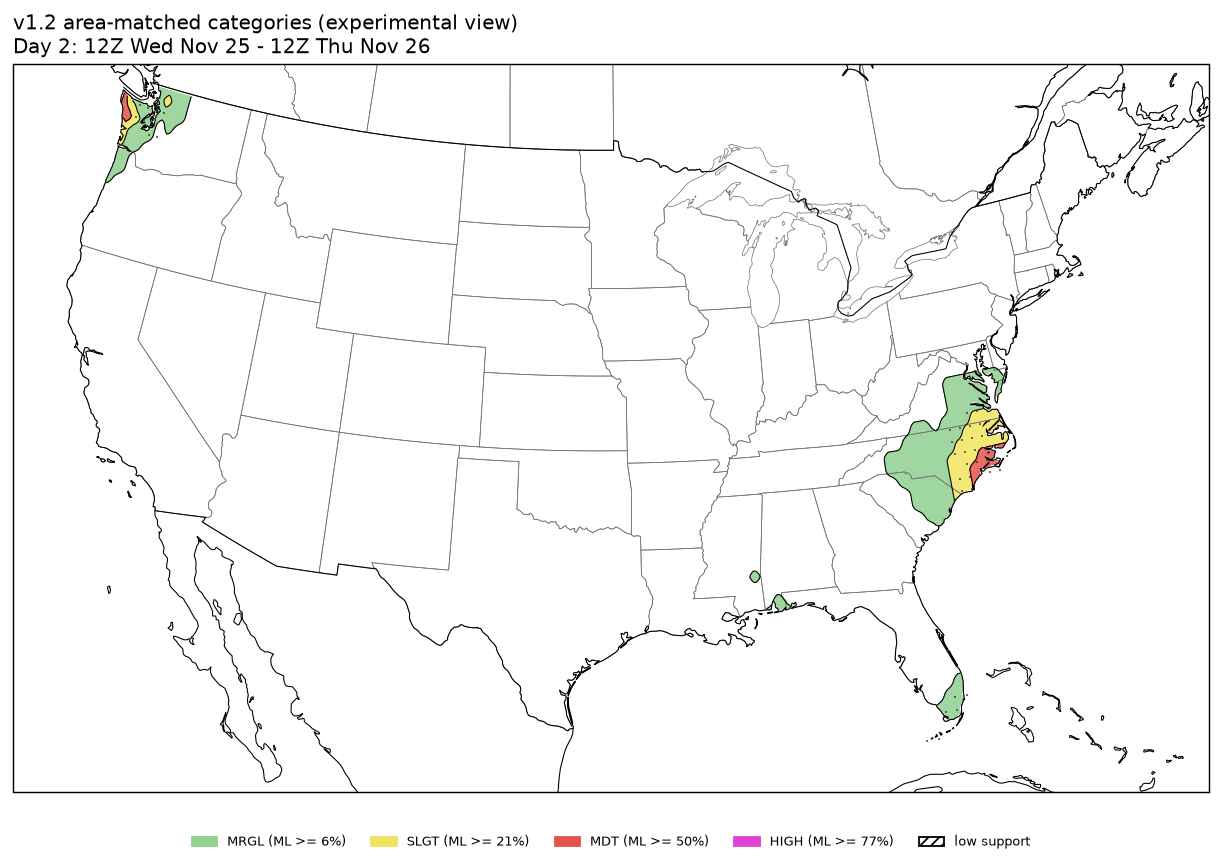 v1.2 area-matched categories (experimental view)
Day 2: 12Z Wed Nov 25 - 12Z Thu Nov 26
MRGL (ML >= 6%)
SLGT (ML >= 21%)
MDT (ML >= 50%)
HIGH (ML >= 77%)
low support